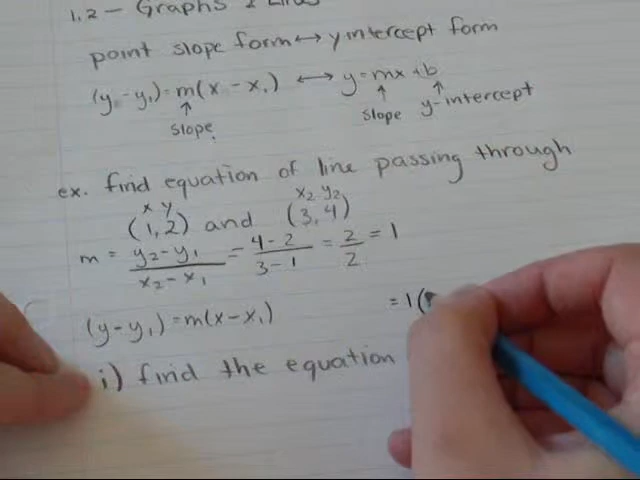 1.2 - Graphs & Lines
point slope form ↔ y intercept form
(y - y₁) = m(x - x₁) ↔ y = mx + b
↑ slope ↑ slope ↑ y-intercept
ex. find equation of line passing through
x y x₂ y₂
(1, 2) and (3, 4)
m = y₂ - y₁ / x₂ - x₁ = 4 - 2 / 3 - 1 = 2 / 2 = 1
(y - y₁) = m(x - x₁) = 1(
i) find the equation